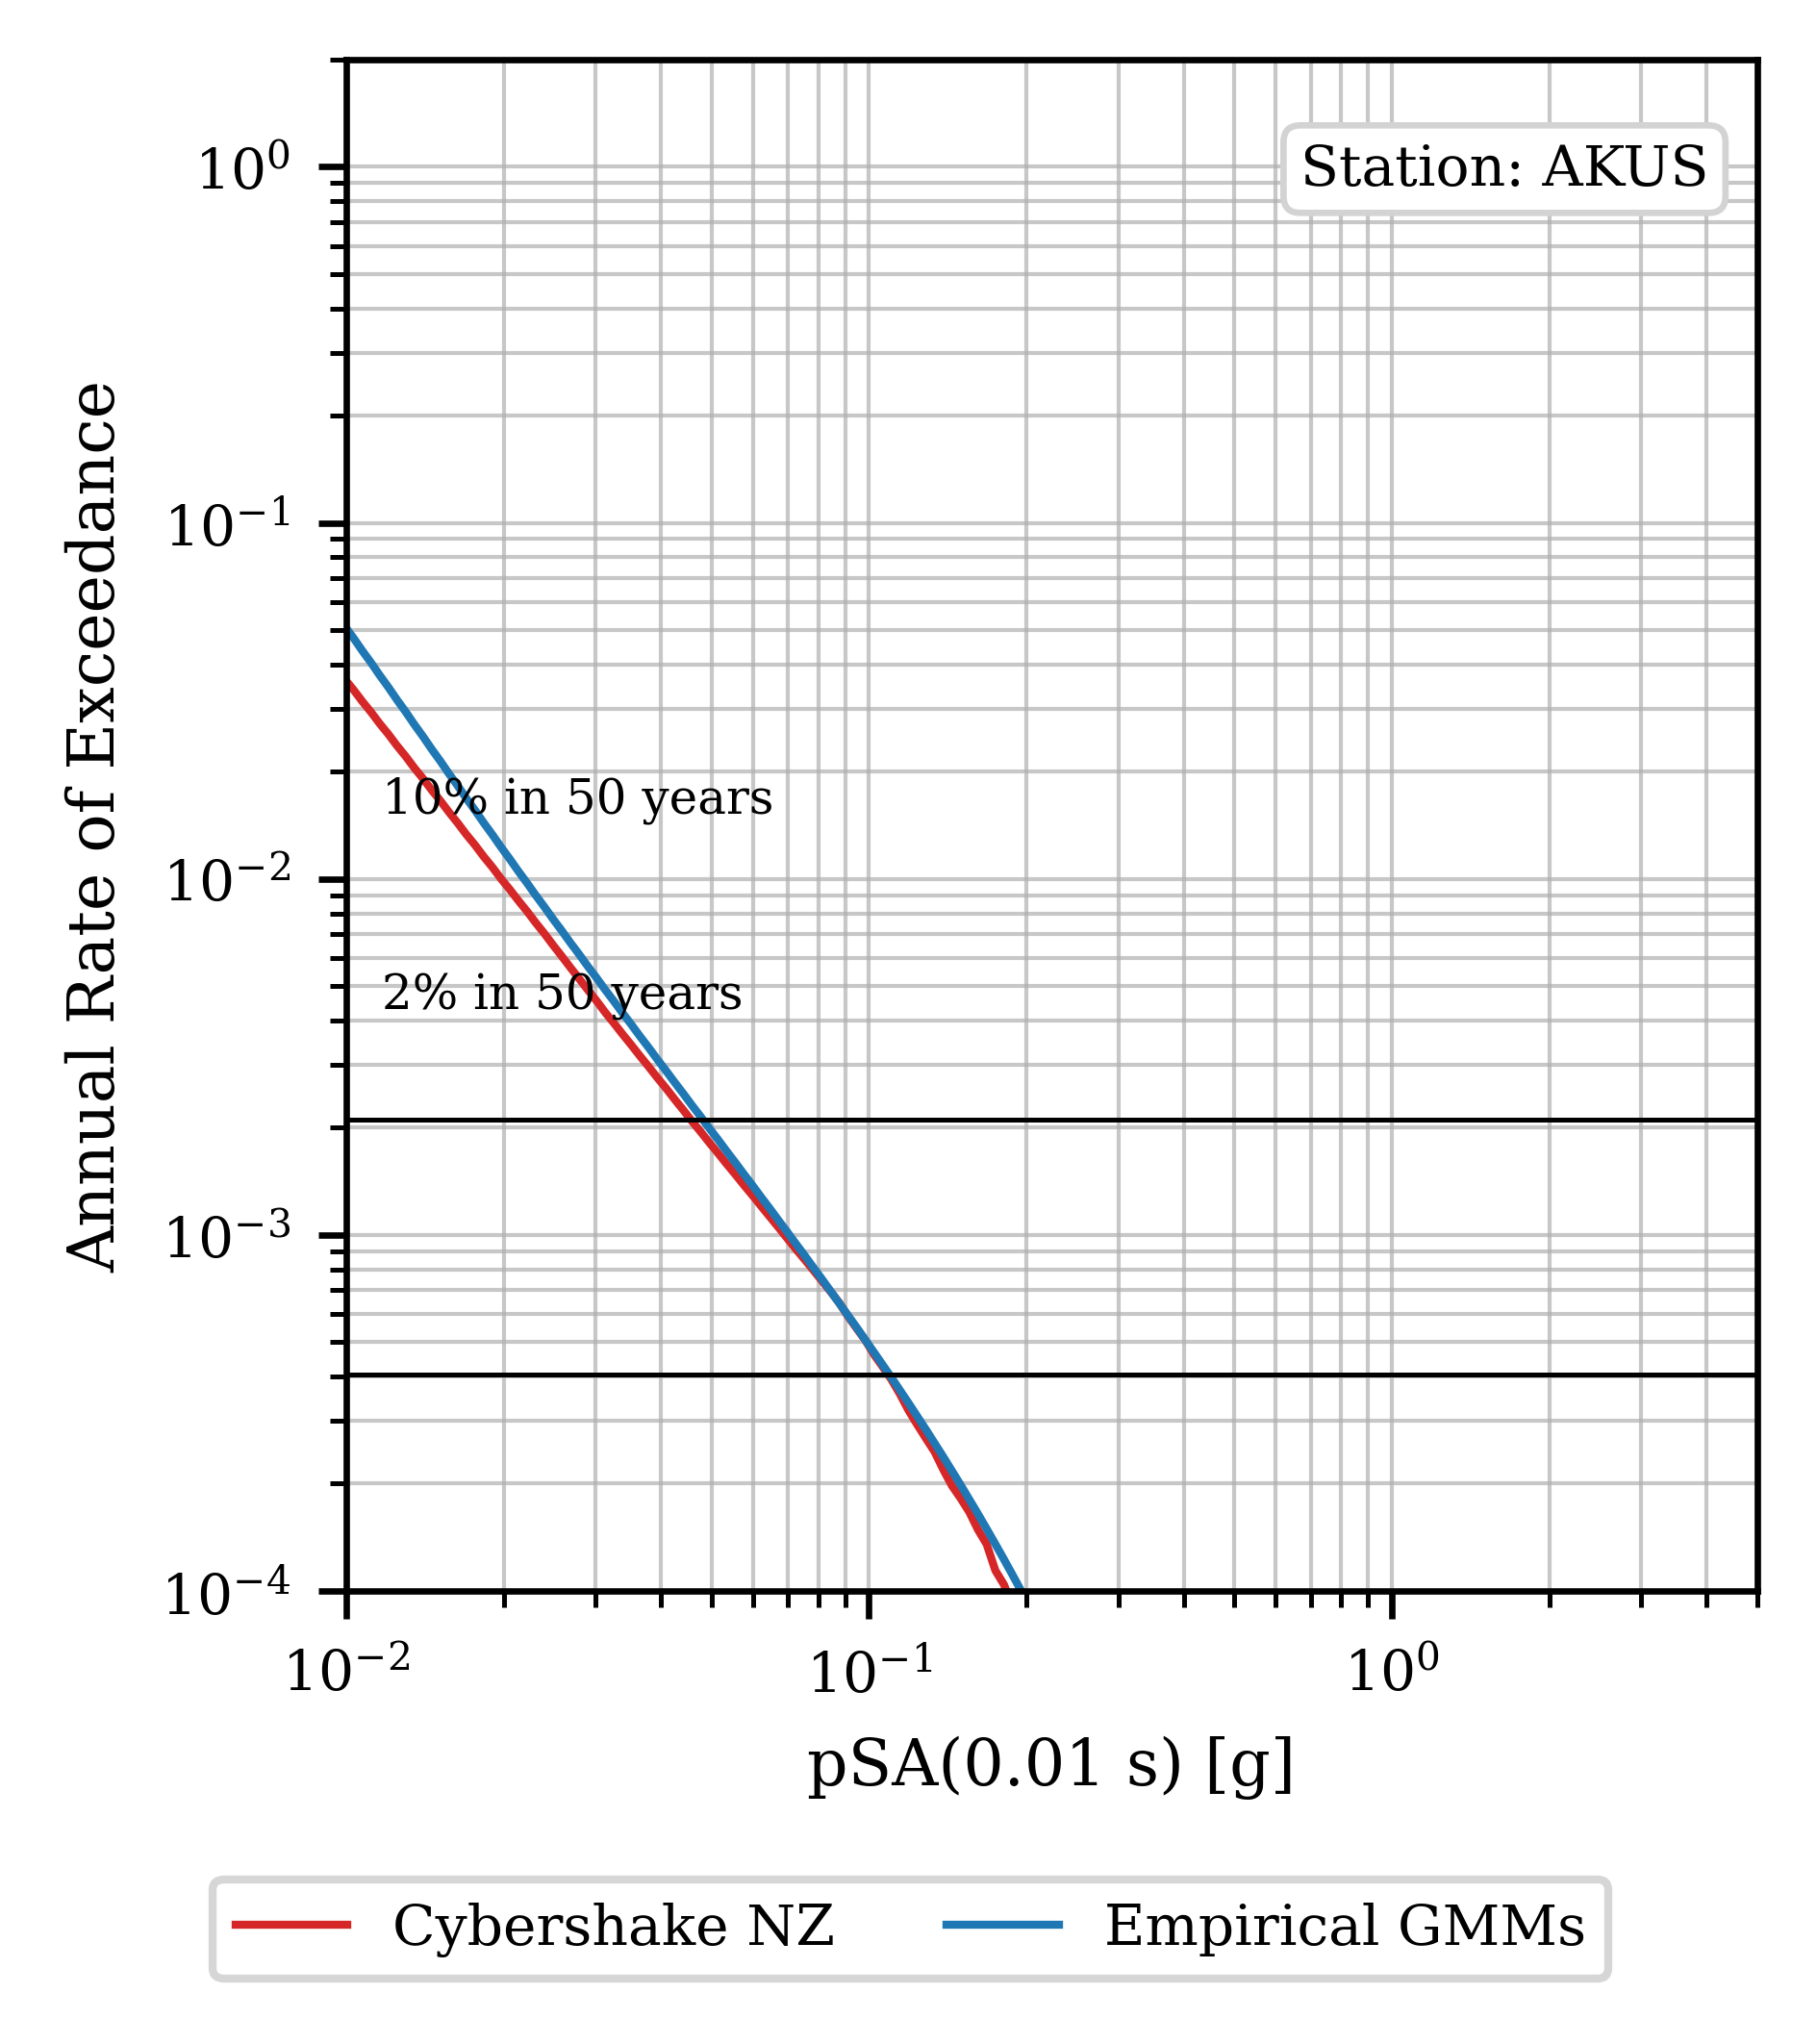 Station: AKUS
Annual Rate of Exceedance
10⁰
10⁻¹
10⁻²
10⁻³
10⁻⁴
10% in 50 years
2% in 50 years
10⁻² 10⁻¹ 10⁰
pSA(0.01 s) [g]
Cybershake NZ Empirical GMMs